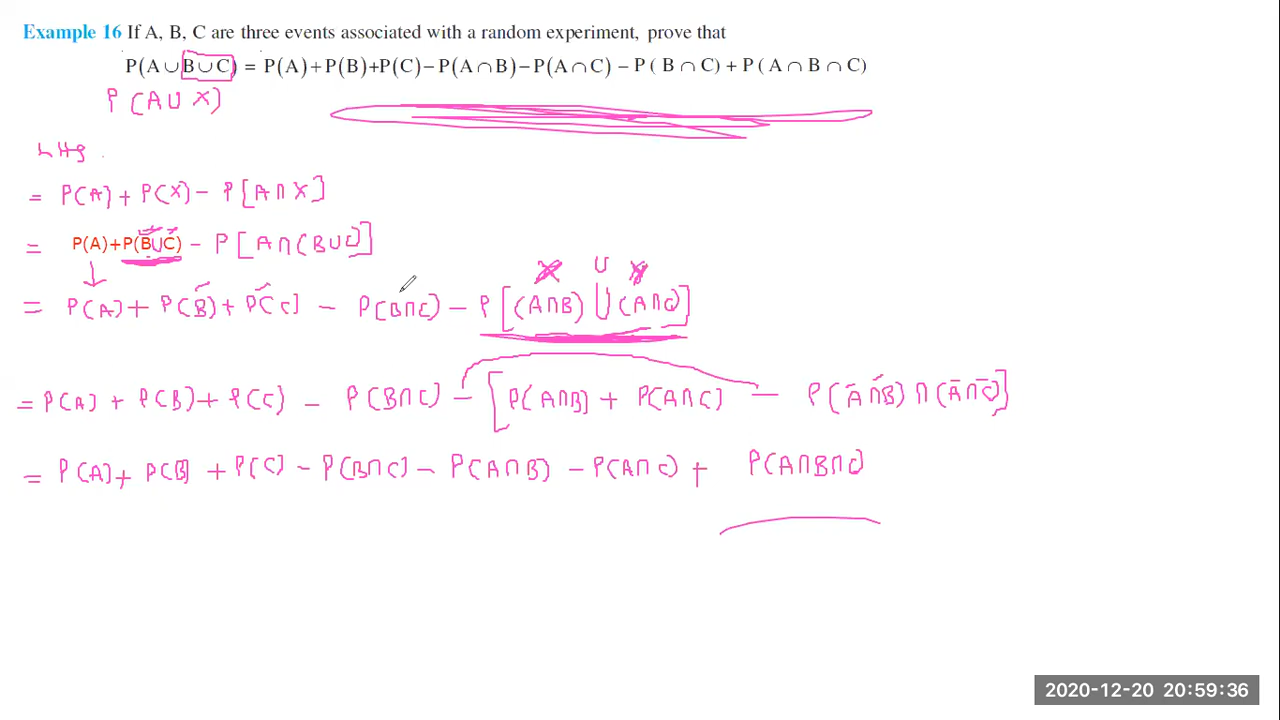 Example 16 If A, B, C are three events associated with a random experiment, prove that
P(A∪B∪C) = P(A)+P(B)+P(C)−P(A∩B)−P(A∩C) − P ( B ∩ C) + P ( A ∩ B ∩ C)
P (A ∪ X)
LHS
= P(A) + P(X) − P[A ∩ X]
= P(A)+P(B∪C) − P[A ∩ (B∪C)]
∪
= P(A) + P(B) + P(C) − P(B∩C) − P[(A∩B) ∪ (A∩C)]
= P(A) + P(B) + P(C) − P(B∩C) − [P(A∩B) + P(A∩C) − P(A∩B) ∩ (A∩C)]
= P(A) + P(B) + P(C) − P(B∩C) − P(A∩B) − P(A∩C) + P(A∩B∩C)
2020-12-20 20:59:36